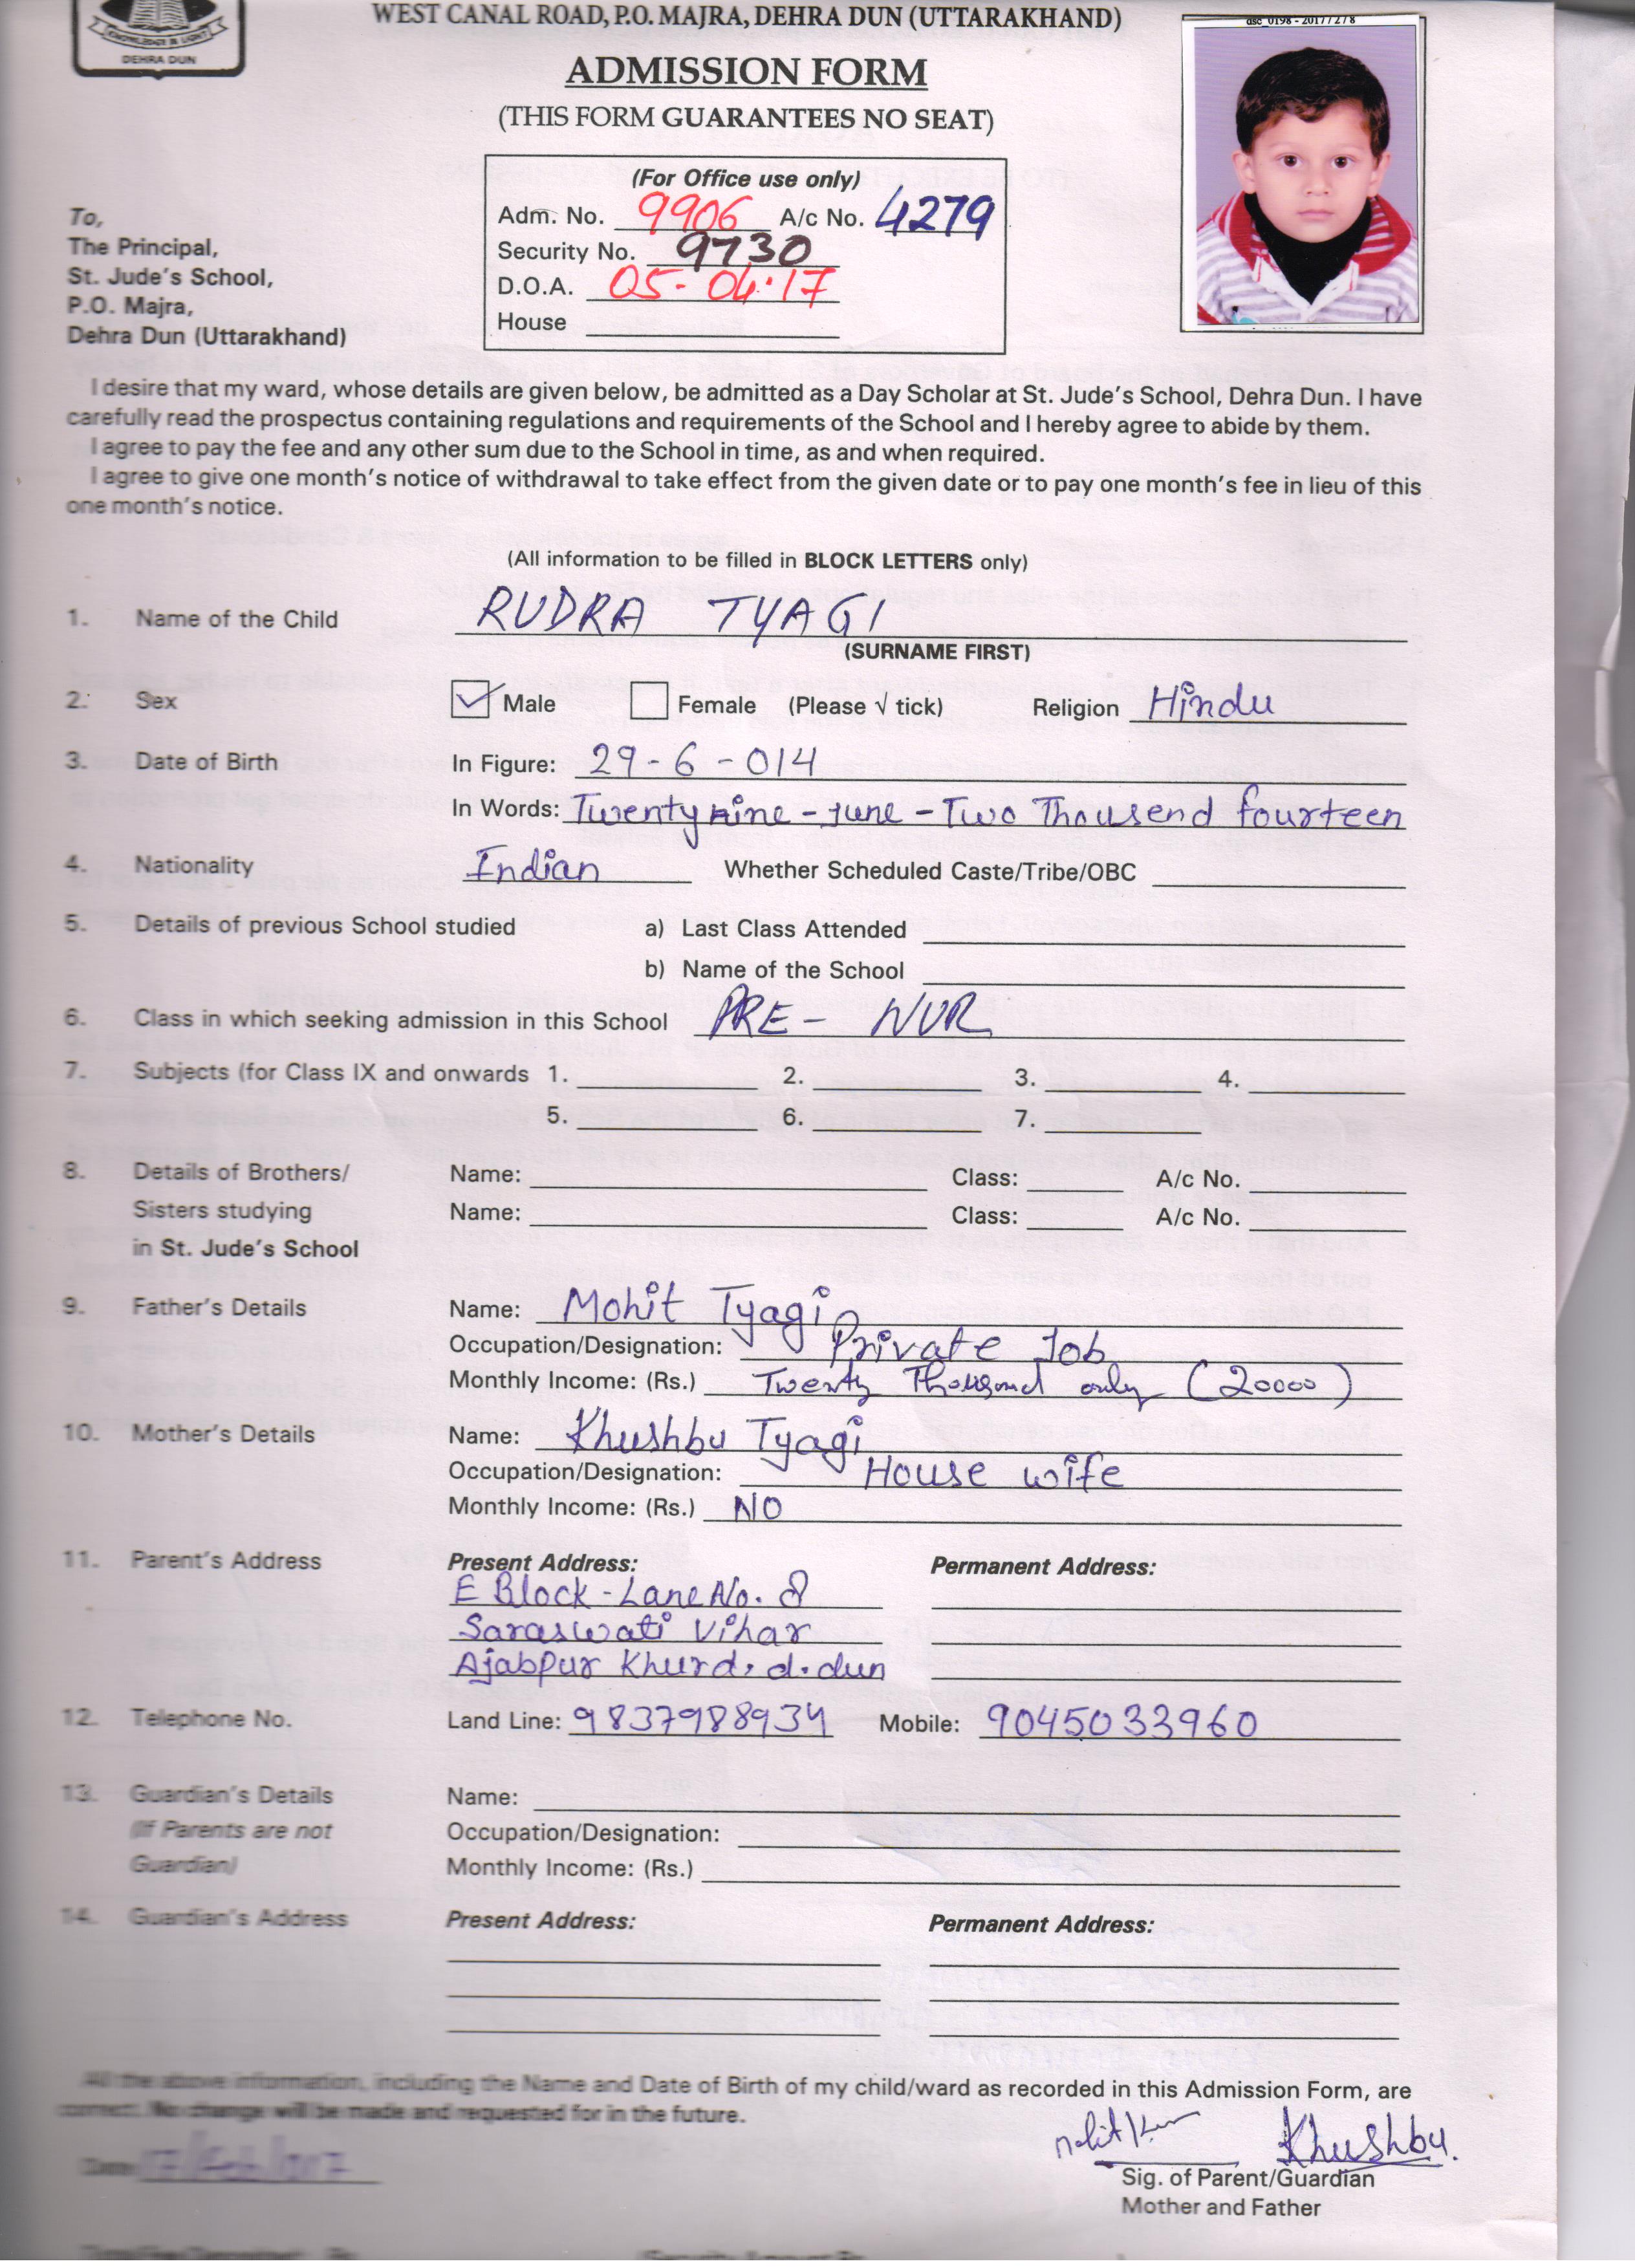 KNOWLEDGE IS LIGHT
DEHRA DUN
WEST CANAL ROAD, P.O. MAJRA, DEHRA DUN (UTTARAKHAND)
dsc_0198 - 2017/2/8
ADMISSION FORM
(THIS FORM GUARANTEES NO SEAT)
(For Office use only)
Adm. No. 9906 A/c No. 4279
Security No. 9730
D.O.A. 05-04-17
House
To,
The Principal,
St. Jude's School,
P.O. Majra,
Dehra Dun (Uttarakhand)
I desire that my ward, whose details are given below, be admitted as a Day Scholar at St. Jude's School, Dehra Dun. I have
carefully read the prospectus containing regulations and requirements of the School and I hereby agree to abide by them.
I agree to pay the fee and any other sum due to the School in time, as and when required.
I agree to give one month's notice of withdrawal to take effect from the given date or to pay one month's fee in lieu of this
one month's notice.
(All information to be filled in BLOCK LETTERS only)
1. Name of the Child RUDRA TYAGI
(SURNAME FIRST)
2. Sex Male Female (Please √ tick) Religion Hindu
3. Date of Birth In Figure: 29-6-014
In Words: Twenty nine - june - Two Thousend fourteen
4. Nationality Indian Whether Scheduled Caste/Tribe/OBC
5. Details of previous School studied a) Last Class Attended
b) Name of the School
6. Class in which seeking admission in this School PRE - NUR
7. Subjects (for Class IX and onwards 1. 2. 3. 4.
5. 6. 7.
8. Details of Brothers/ Name: Class: A/c No.
Sisters studying Name: Class: A/c No.
in St. Jude's School
9. Father's Details Name: Mohit Tyagi
Occupation/Designation: Private Job
Monthly Income: (Rs.) Twenty Thousand only (20000)
10. Mother's Details Name: Khushbu Tyagi
Occupation/Designation: House wife
Monthly Income: (Rs.) NO
11. Parent's Address Present Address: Permanent Address:
E Block - Lane No. 8
Saraswati Vihar
Ajabpur Khurd, d.dun
12. Telephone No. Land Line: 9837988934 Mobile: 9045033960
13. Guardian's Details Name:
(If Parents are not Occupation/Designation:
Guardian) Monthly Income: (Rs.)
14. Guardian's Address Present Address: Permanent Address:
All the above information, including the Name and Date of Birth of my child/ward as recorded in this Admission Form, are
correct. No change will be made and requested for in the future.
Khushbu.
Date
Sig. of Parent/Guardian
Mother and Father